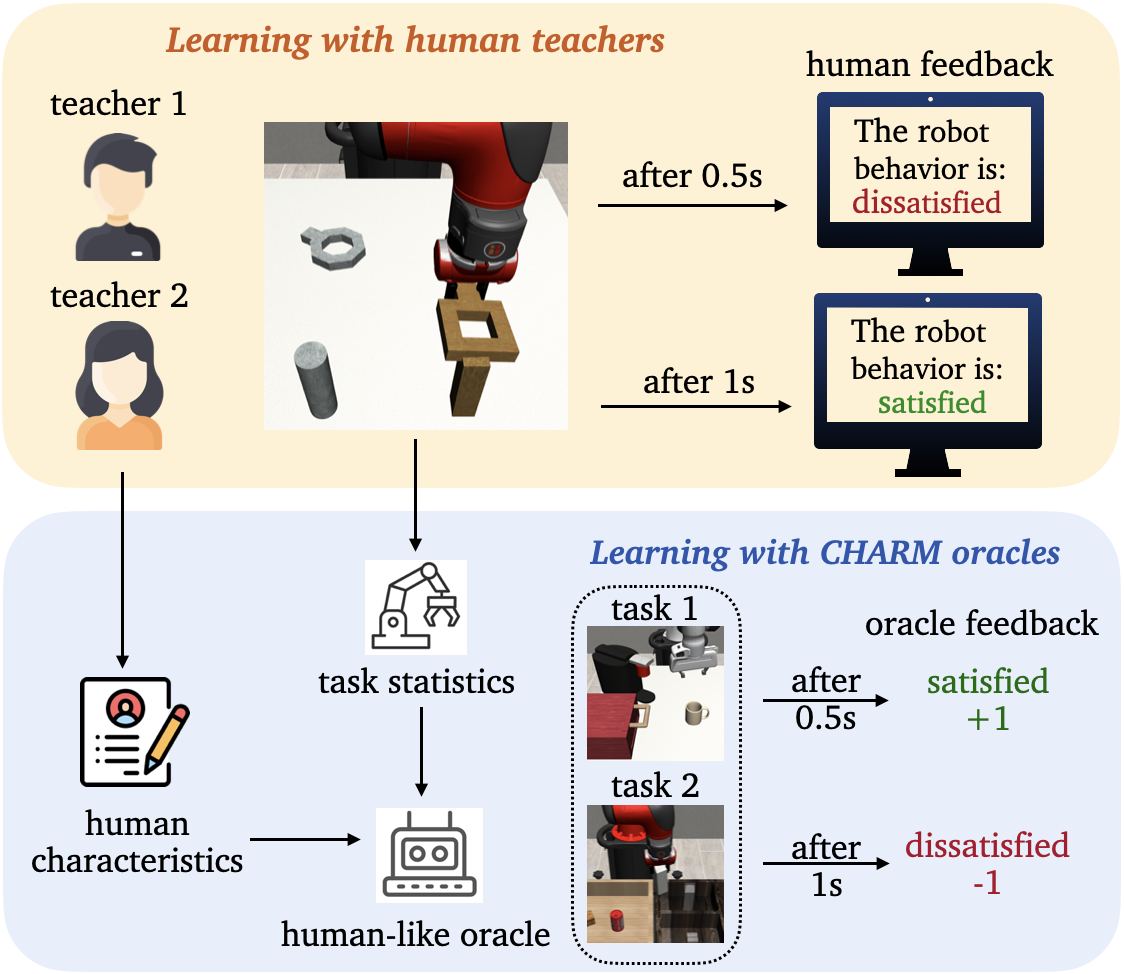 Learning with human teachers
teacher 1
teacher 2
after 0.5s
after 1s
human feedback
The robot
behavior is:
dissatisfied
The robot
behavior is:
satisfied
Learning with CHARM oracles
human
characteristics
task statistics
human-like oracle
task 1
task 2
after
0.5s
after
1s
oracle feedback
satisfied
+1
dissatisfied
-1